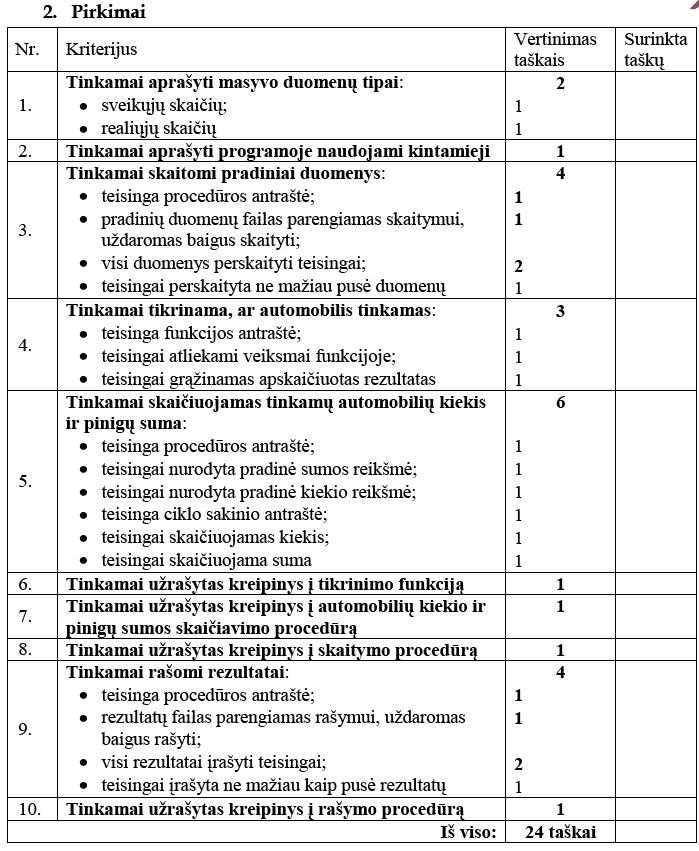 2. Pirkimai
Nr. Kriterijus Vertinimas taškais Surinkta taškų
1. Tinkamai aprašyti masyvo duomenų tipai: 2
• sveikųjų skaičių; 1
• realiųjų skaičių 1
2. Tinkamai aprašyti programoje naudojami kintamieji 1
3. Tinkamai skaitomi pradiniai duomenys: 4
• teisinga procedūros antraštė; 1
• pradinių duomenų failas parengiamas skaitymui, 1
uždaromas baigus skaityti;
• visi duomenys perskaityti teisingai; 2
• teisingai perskaityta ne mažiau pusė duomenų 1
4. Tinkamai tikrinama, ar automobilis tinkamas: 3
• teisinga funkcijos antraštė; 1
• teisingai atliekami veiksmai funkcijoje; 1
• teisingai grąžinamas apskaičiuotas rezultatas 1
5. Tinkamai skaičiuojamas tinkamų automobilių kiekis 6
ir pinigų suma:
• teisinga procedūros antraštė; 1
• teisingai nurodyta pradinė sumos reikšmė; 1
• teisingai nurodyta pradinė kiekio reikšmė; 1
• teisinga ciklo sakinio antraštė; 1
• teisingai skaičiuojamas kiekis; 1
• teisingai skaičiuojama suma 1
6. Tinkamai užrašytas kreipinys į tikrinimo funkciją 1
7. Tinkamai užrašytas kreipinys į automobilių kiekio ir 1
pinigų sumos skaičiavimo procedūrą
8. Tinkamai užrašytas kreipinys į skaitymo procedūrą 1
9. Tinkamai rašomi rezultatai: 4
• teisinga procedūros antraštė; 1
• rezultatų failas parengiamas rašymui, uždaromas 1
baigus rašyti;
• visi rezultatai įrašyti teisingai; 2
• teisingai įrašyta ne mažiau kaip pusė rezultatų 1
10. Tinkamai užrašytas kreipinys į rašymo procedūrą 1
Iš viso: 24 taškai